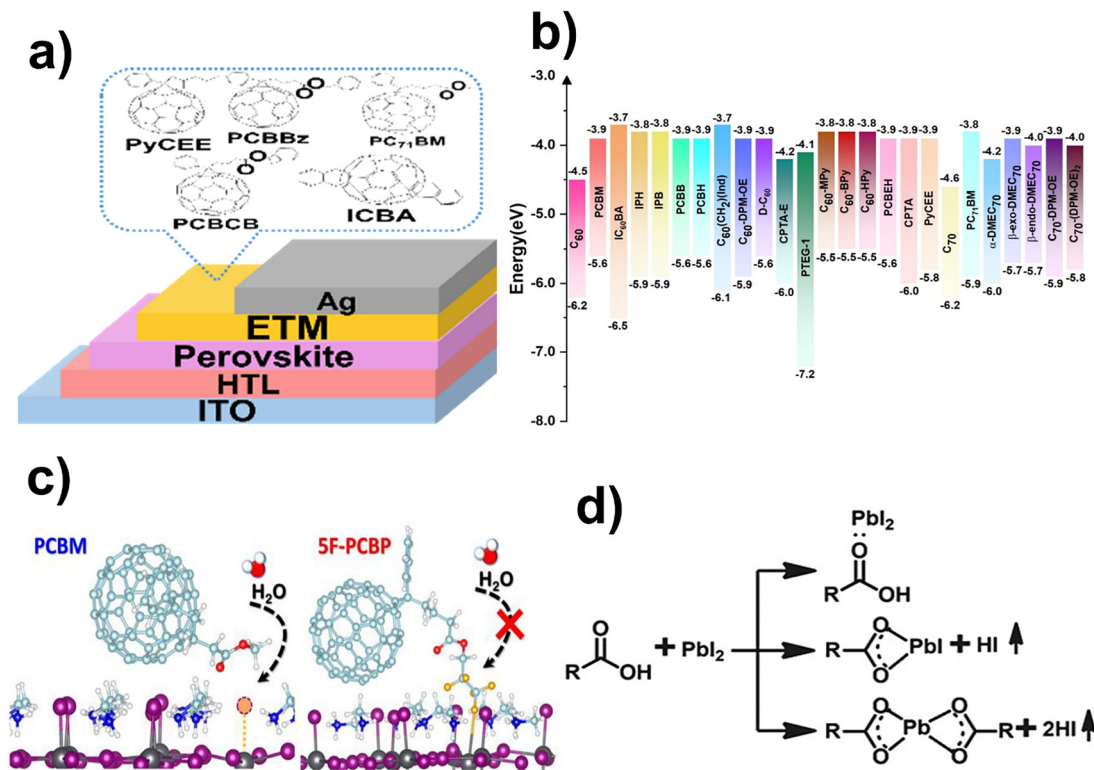 a)
PyCEE
PCBBz
PC₇₁BM
PCBCB
ICBA
Ag
ETM
Perovskite
HTL
ITO
b)
Energy(eV)
-3.0
-4.0
-5.0
-6.0
-7.0
-8.0
-4.5 C₆₀ -6.2
-3.9 PCBM -5.6
-3.7 IC₆₀BA -6.5
-3.8 IPH -5.9
-3.8 IPB -5.9
-3.9 PCBB -5.6
-3.9 PCBH -5.6
-3.7 C₆₀(CH₂)(Ind) -6.1
-3.9 C₆₀-DPM-OE -5.9
-3.9 D-C₆₀ -5.6
-4.2 CPTA-E -6.0
-4.1 PTEG-1 -7.2
-3.8 C₆₀-MPy -5.5
-3.8 C₆₀-BPy -5.5
-3.8 C₆₀-HPy -5.5
-3.9 PCBEH -5.6
-3.9 CPTA -6.0
-3.9 PyCEE -5.8
-4.6 C₇₀ -6.2
-3.8 PC₇₁BM -5.9
-4.2 α-DMEC₇₀ -6.0
-3.9 β-exo-DMEC₇₀ -5.7
-4.0 β-endo-DMEC₇₀ -5.7
-3.9 C₇₀-DPM-OE -5.9
-4.0 C₇₀-(DPM-OE)₂ -5.8
c)
PCBM
H₂O
5F-PCBP
H₂O
d)
PbI₂
O
R OH
O
R OH + PbI₂
O
R PbI + HI
O
O O
R Pb R + 2HI
O O